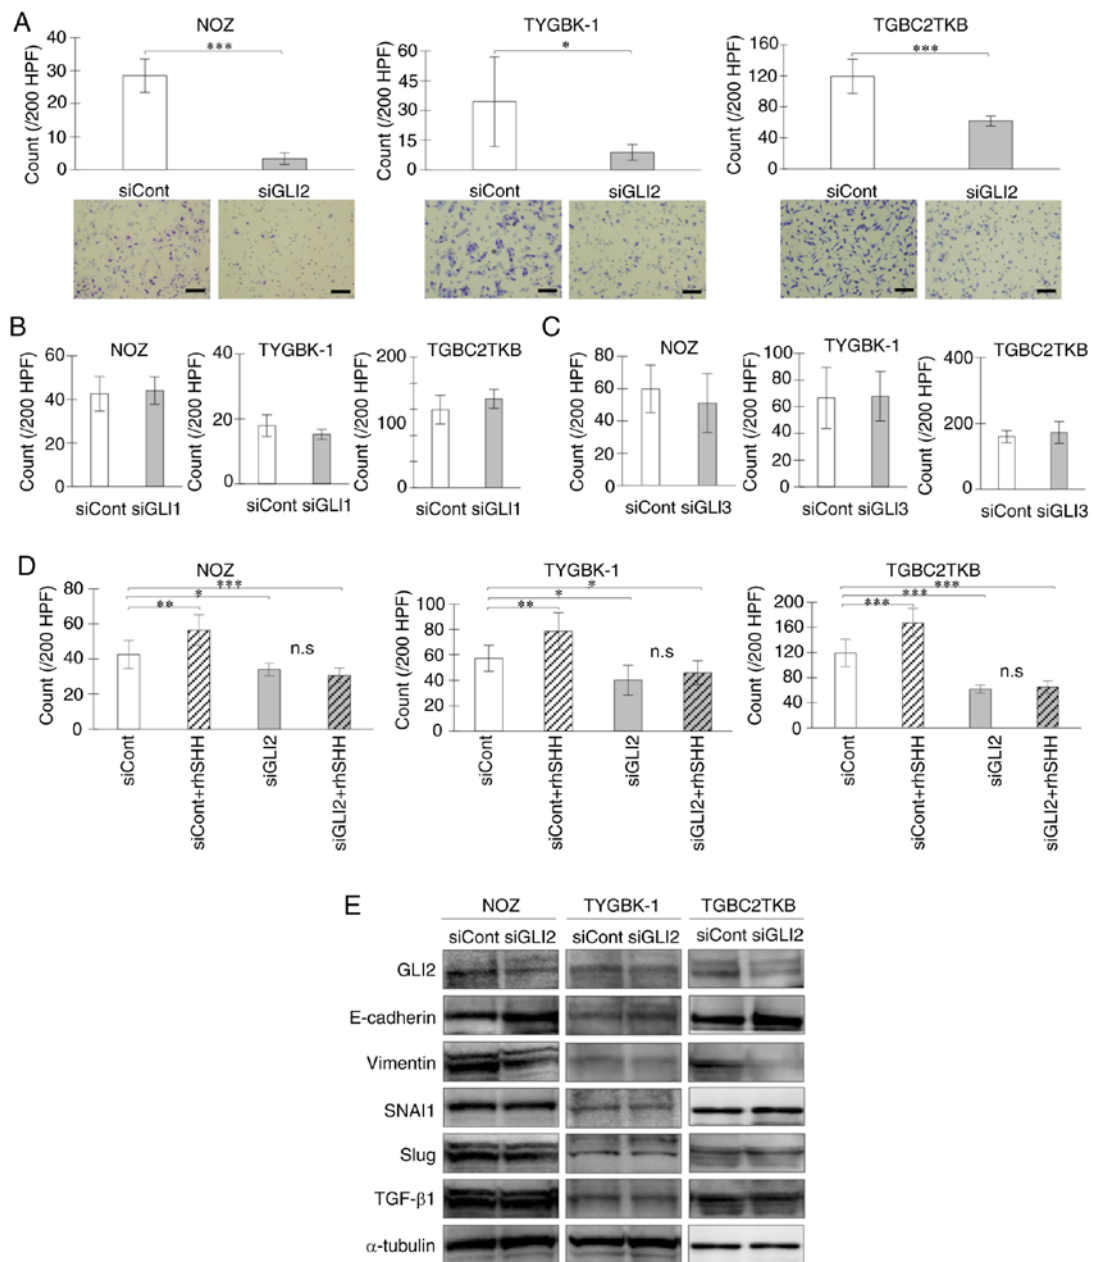 A
NOZ
TYGBK-1
TGBC2TKB
Count (/200 HPF)
40
30
20
10
0
***
siCont
siGLI2
Count (/200 HPF)
60
45
30
15
0
*
siCont
siGLI2
Count (/200 HPF)
160
120
80
40
0
***
siCont
siGLI2
B
NOZ
Count (/200 HPF)
60
40
20
0
siCont siGLI1
TYGBK-1
Count (/200 HPF)
40
20
0
siCont siGLI1
TGBC2TKB
Count (/200 HPF)
200
100
0
siCont siGLI1
C
NOZ
Count (/200 HPF)
80
60
40
20
0
siCont siGLI3
TYGBK-1
Count (/200 HPF)
100
80
60
40
20
0
siCont siGLI3
TGBC2TKB
Count (/200 HPF)
400
200
0
siCont siGLI3
D
NOZ
Count (/200 HPF)
80
60
40
20
0
***
*
**
n.s
siCont
siCont+rhSHH
siGLI2
siGLI2+rhSHH
TYGBK-1
Count (/200 HPF)
100
80
60
40
20
0
*
*
**
n.s
siCont
siCont+rhSHH
siGLI2
siGLI2+rhSHH
TGBC2TKB
Count (/200 HPF)
200
160
120
80
40
0
***
***
***
n.s
siCont
siCont+rhSHH
siGLI2
siGLI2+rhSHH
E
NOZ
TYGBK-1
TGBC2TKB
siCont siGLI2
siCont siGLI2
siCont siGLI2
GLI2
E-cadherin
Vimentin
SNAI1
Slug
TGF-β1
α-tubulin